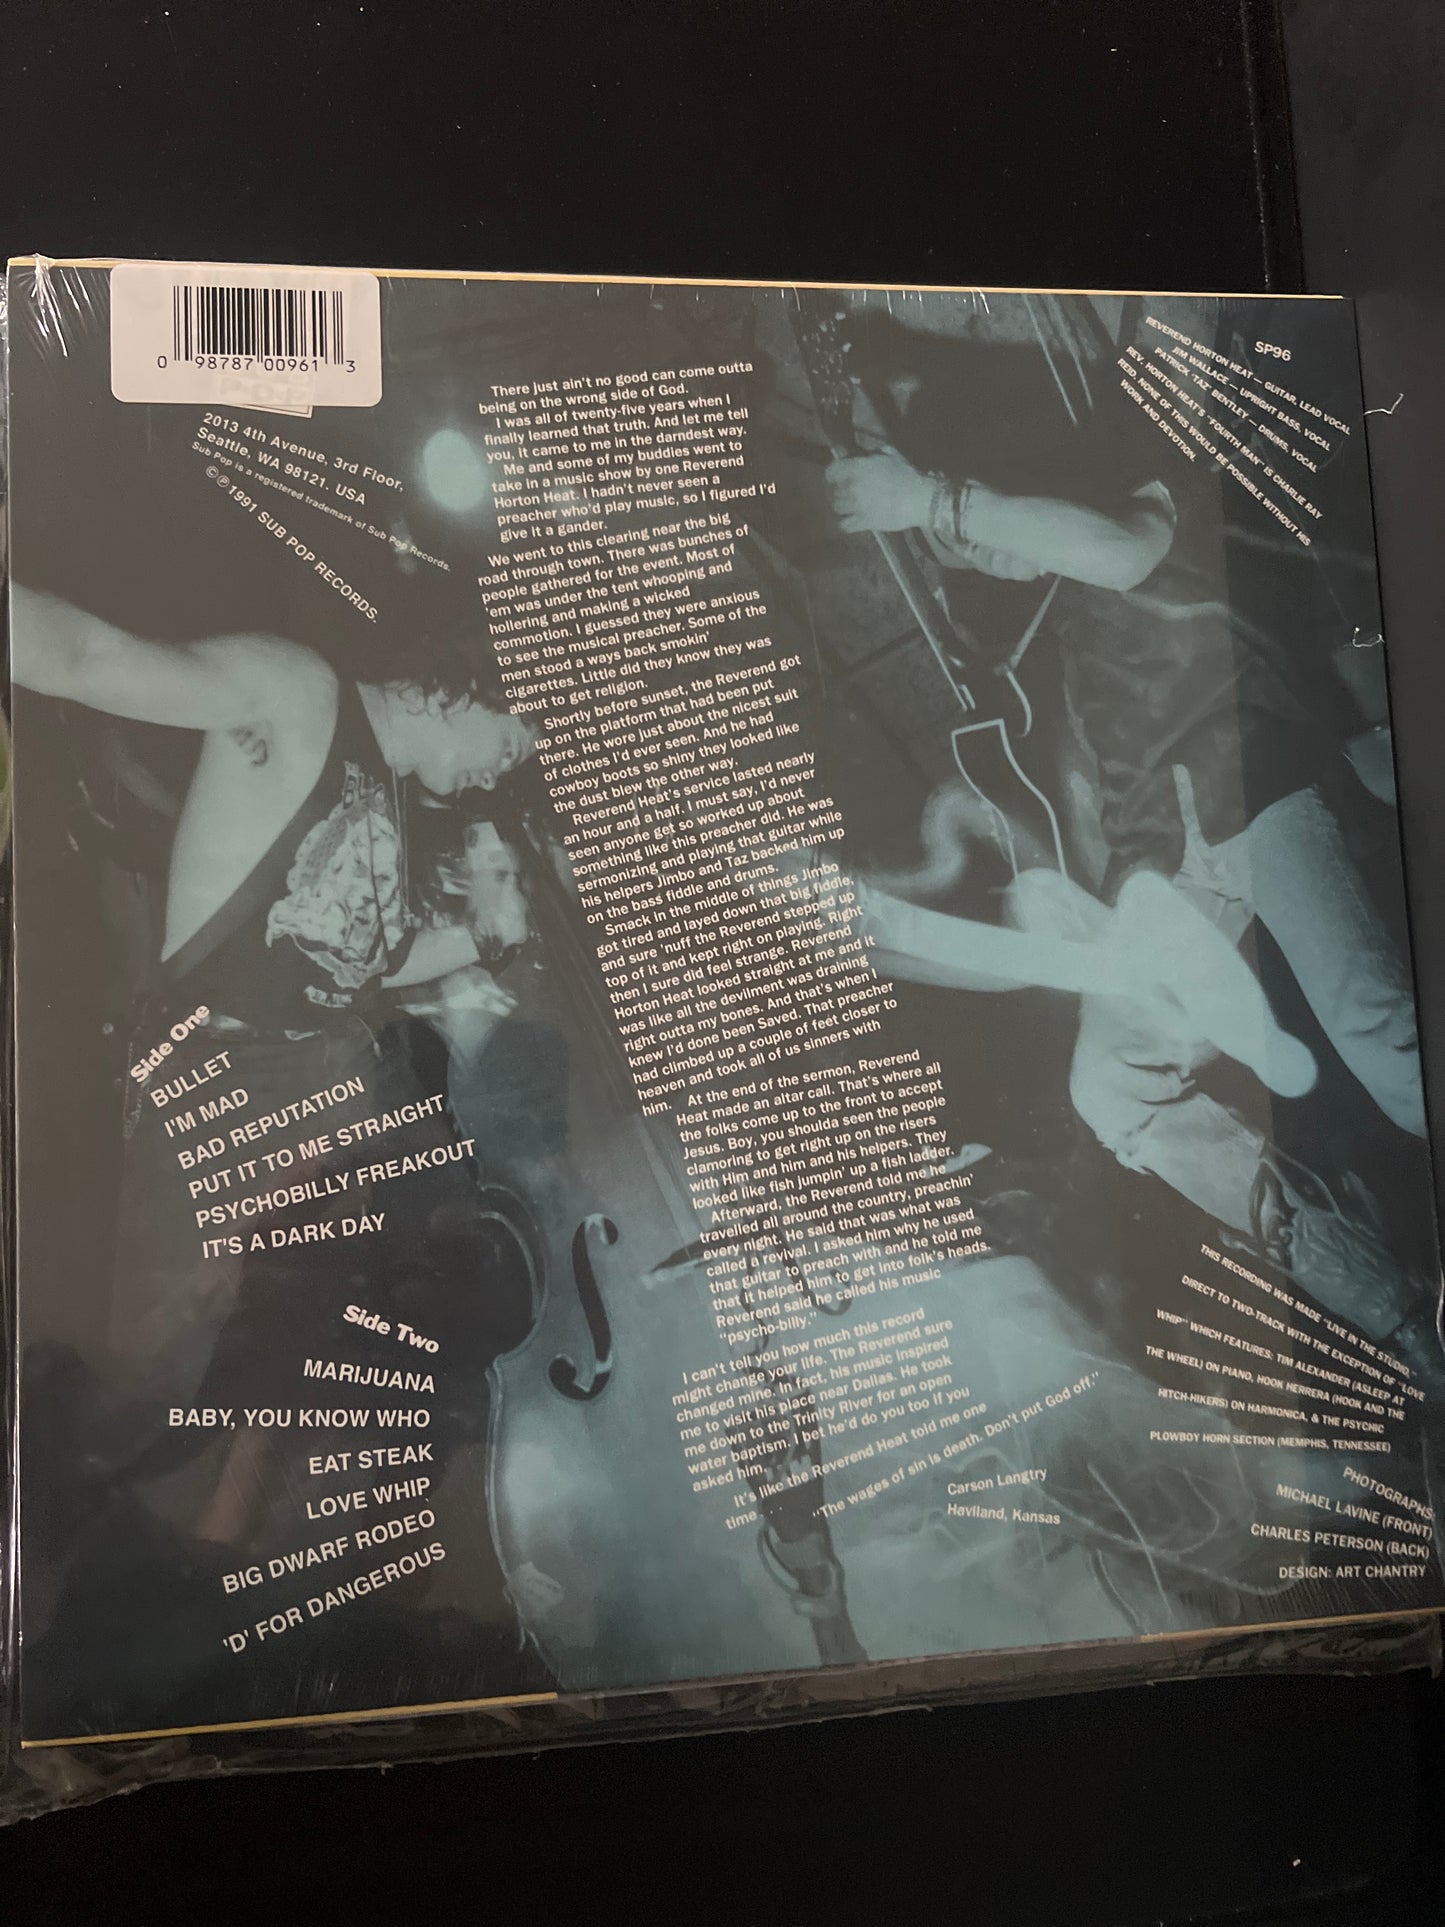 0 98787 00961 3
2013 4th Avenue, 3rd Floor,
Seattle, WA 98121. USA
Sub Pop is a registered trademark of Sub Pop Records.
©℗1991 SUB POP RECORDS.
There just ain't no good can come outta
being on the wrong side of God.
I was all of twenty-five years when I
finally learned that truth. And let me tell
you, it came to me in the darndest way.
Me and some of my buddies went to
take in a music show by one Reverend
Horton Heat. I hadn't never seen a
preacher who'd play music, so I figured I'd
give it a gander.
We went to this clearing near the big
road through town. There was bunches of
people gathered for the event. Most of
'em was under the tent whooping and
hollering and making a wicked
commotion. I guessed they were anxious
to see the musical preacher. Some of the
men stood a ways back smokin'
cigarettes. Little did they know they was
about to get religion.
Shortly before sunset, the Reverend got
up on the platform that had been put
there. He wore just about the nicest suit
of clothes I'd ever seen. And he had
cowboy boots so shiny they looked like
the dust blew the other way.
Reverend Heat's service lasted nearly
an hour and a half. I must say, I'd never
seen anyone get so worked up about
something like this preacher did. He was
sermonizing and playing that guitar while
his helpers Jimbo and Taz backed him up
on the bass fiddle and drums.
Smack in the middle of things Jimbo
got tired and layed down that big fiddle,
and sure 'nuff the Reverend stepped up
top of it and kept right on playing. Right
then I sure did feel strange. Reverend
Horton Heat looked straight at me and it
was like all the devilment was draining
right outta my bones. And that's when I
knew I'd done been Saved. That preacher
had climbed up a couple of feet closer to
heaven and took all of us sinners with
him.
At the end of the sermon, Reverend
Heat made an altar call. That's where all
the folks come up to the front to accept
Jesus. Boy, you shoulda seen the people
clamoring to get right up on the risers
with Him and him and his helpers. They
looked like fish jumpin' up a fish ladder.
Afterward, the Reverend told me he
travelled all around the country, preachin'
every night. He said that was what was
called a revival. I asked him why he used
that guitar to preach with and he told me
that it helped him to get into folk's heads.
Reverend said he called his music
"psycho-billy."
I can't tell you how much this record
might change your life. The Reverend sure
changed mine. In fact, his music inspired
me to visit his place near Dallas. He took
me down to the Trinity River for an open
water baptism. I bet he'd do you too if you
asked him.
It's like the Reverend Heat told me one
time . . . . "The wages of sin is death. Don't put God off."
Carson Langtry
Haviland, Kansas
SP96
REVEREND HORTON HEAT — GUITAR, LEAD VOCAL
JIM WALLACE — UPRIGHT BASS, VOCAL
PATRICK "TAZ" BENTLEY — DRUMS, VOCAL
REV. HORTON HEAT'S "FOURTH MAN" IS CHARLIE RAY
REID. NONE OF THIS WOULD BE POSSIBLE WITHOUT HIS
WORK AND DEVOTION.
Side One
BULLET
I'M MAD
BAD REPUTATION
PUT IT TO ME STRAIGHT
PSYCHOBILLY FREAKOUT
IT'S A DARK DAY
Side Two
MARIJUANA
BABY, YOU KNOW WHO
EAT STEAK
LOVE WHIP
BIG DWARF RODEO
'D' FOR DANGEROUS
THIS RECORDING WAS MADE "LIVE IN THE STUDIO,"
DIRECT TO TWO-TRACK WITH THE EXCEPTION OF "LOVE
WHIP" WHICH FEATURES: TIM ALEXANDER (ASLEEP AT
THE WHEEL) ON PIANO, HOOK HERRERA (HOOK AND THE
HITCH-HIKERS) ON HARMONICA, & THE PSYCHIC
PLOWBOY HORN SECTION (MEMPHIS, TENNESSEE)
PHOTOGRAPHS:
MICHAEL LAVINE (FRONT)
CHARLES PETERSON (BACK)
DESIGN: ART CHANTRY